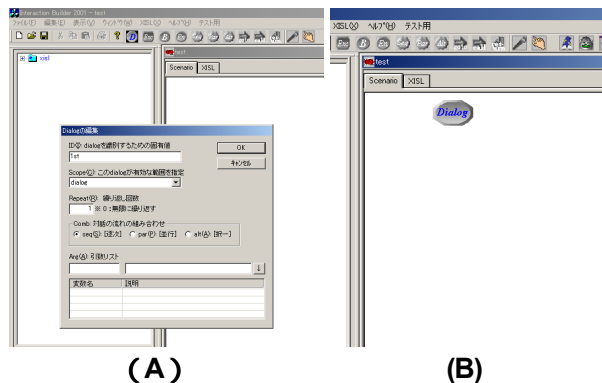 Interaction Builder 2001 - test
ファイル(F) 編集(E) 表示(V) ウィンドウ(W) XISL(X) ヘルプ(H) テスト用
xisl
test
Scenario XISL
Dialogの編集
ID(I): dialogを識別するための固有値
1st
OK
キャンセル
Scope(C): このdialogが有効な範囲を指定
dialog
Repeat(R): 繰り返し回数
1 ※ 0 : 無限に繰り返す
Comb: 対話の流れの組み合わせ
seq(S): [逐次] par(P): [並行] alt(A): [択一]
Arg(A): 引数リスト
↓
変数名 説明
(A)
XISL(X) ヘルプ(H) テスト用
test
Scenario XISL
Dialog
(B)